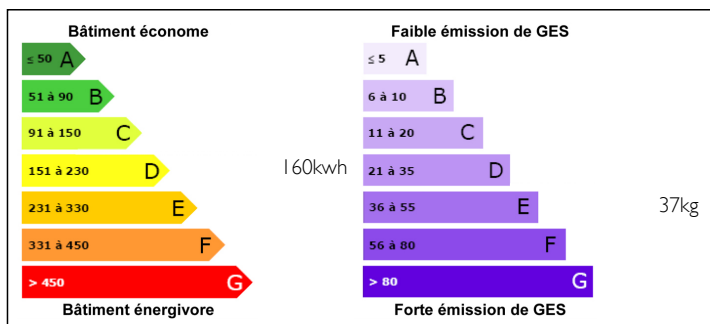 Bâtiment économe
≤ 50 A
51 à 90 B
91 à 150 C
151 à 230 D
231 à 330 E
331 à 450 F
> 450 G
Bâtiment énergivore
160kwh
Faible émission de GES
≤ 5 A
6 à 10 B
11 à 20 C
21 à 35 D
36 à 55 E
56 à 80 F
> 80 G
Forte émission de GES
37kg